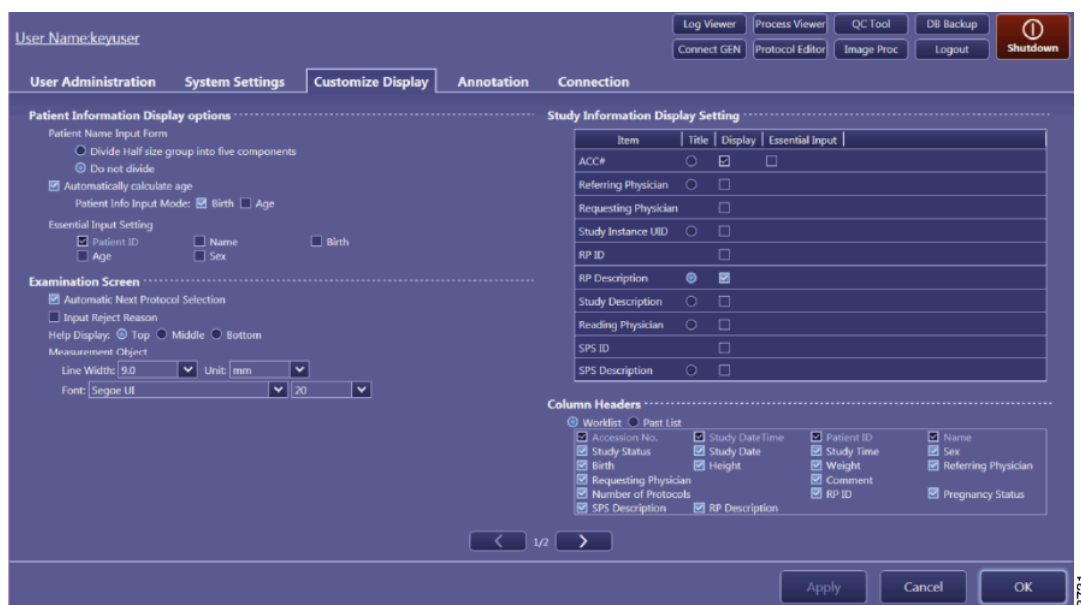 User Name:keyuser
Log Viewer Process Viewer QC Tool DB Backup
Connect GEN Protocol Editor Image Proc Logout Shutdown
User Administration System Settings Customize Display Annotation Connection
Patient Information Display options
Patient Name Input Form
Divide Half size group into five components
Do not divide
Automatically calculate age
Patient Info Input Mode: Birth Age
Essential Input Setting
Patient ID Name Birth
Age Sex
Examination Screen
Automatic Next Protocol Selection
Input Reject Reason
Help Display: Top Middle Bottom
Measurement Object
Line Width: 9.0 Unit: mm
Font: Segoe UI 20
Study Information Display Setting
Item Title Display Essential Input
ACC#
Referring Physician
Requesting Physician
Study Instance UID
RP ID
RP Description
Study Description
Reading Physician
SPS ID
SPS Description
Column Headers
Worklist Past List
Accession No. Study DateTime Patient ID Name
Study Status Study Date Study Time Sex
Birth Height Weight Referring Physician
Requesting Physician Comment
Number of Protocols RP ID Pregnancy Status
SPS Description RP Description
1/2
Apply Cancel OK